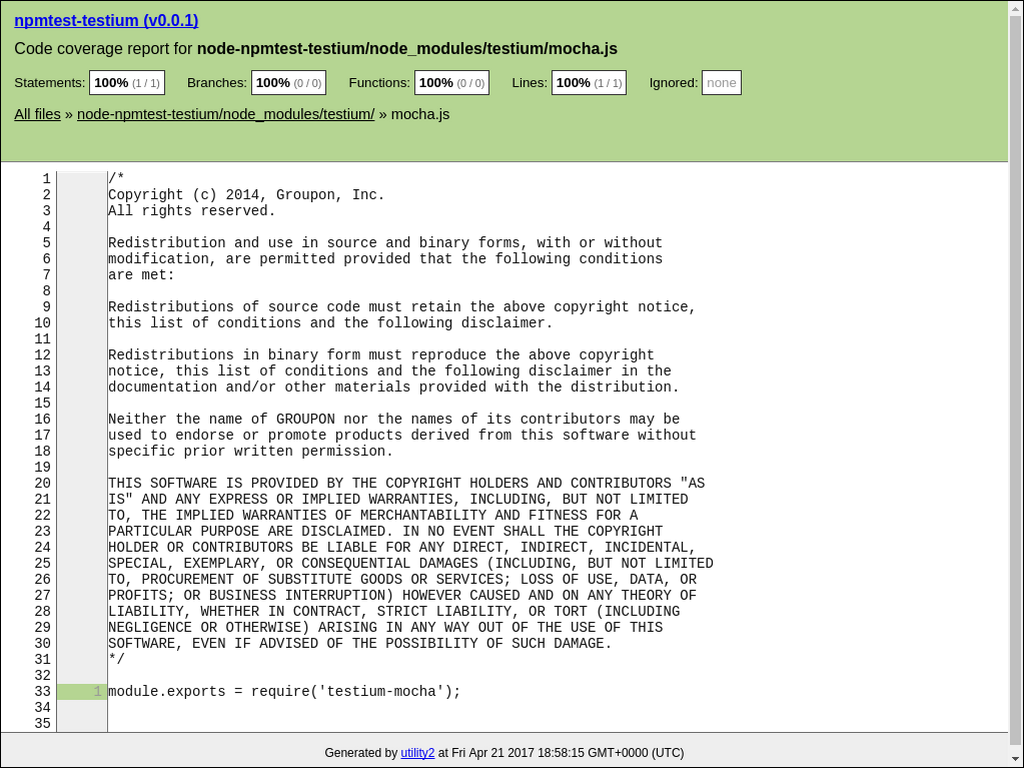 npmtest-testium (v0.0.1)
Code coverage report for node-npmtest-testium/node_modules/testium/mocha.js
Statements: 100% (1 / 1) Branches: 100% (0 / 0) Functions: 100% (0 / 0) Lines: 100% (1 / 1) Ignored: none
All files » node-npmtest-testium/node_modules/testium/ » mocha.js
1 /*
2 Copyright (c) 2014, Groupon, Inc.
3 All rights reserved.
4
5 Redistribution and use in source and binary forms, with or without
6 modification, are permitted provided that the following conditions
7 are met:
8
9 Redistributions of source code must retain the above copyright notice,
10 this list of conditions and the following disclaimer.
11
12 Redistributions in binary form must reproduce the above copyright
13 notice, this list of conditions and the following disclaimer in the
14 documentation and/or other materials provided with the distribution.
15
16 Neither the name of GROUPON nor the names of its contributors may be
17 used to endorse or promote products derived from this software without
18 specific prior written permission.
19
20 THIS SOFTWARE IS PROVIDED BY THE COPYRIGHT HOLDERS AND CONTRIBUTORS "AS
21 IS" AND ANY EXPRESS OR IMPLIED WARRANTIES, INCLUDING, BUT NOT LIMITED
22 TO, THE IMPLIED WARRANTIES OF MERCHANTABILITY AND FITNESS FOR A
23 PARTICULAR PURPOSE ARE DISCLAIMED. IN NO EVENT SHALL THE COPYRIGHT
24 HOLDER OR CONTRIBUTORS BE LIABLE FOR ANY DIRECT, INDIRECT, INCIDENTAL,
25 SPECIAL, EXEMPLARY, OR CONSEQUENTIAL DAMAGES (INCLUDING, BUT NOT LIMITED
26 TO, PROCUREMENT OF SUBSTITUTE GOODS OR SERVICES; LOSS OF USE, DATA, OR
27 PROFITS; OR BUSINESS INTERRUPTION) HOWEVER CAUSED AND ON ANY THEORY OF
28 LIABILITY, WHETHER IN CONTRACT, STRICT LIABILITY, OR TORT (INCLUDING
29 NEGLIGENCE OR OTHERWISE) ARISING IN ANY WAY OUT OF THE USE OF THIS
30 SOFTWARE, EVEN IF ADVISED OF THE POSSIBILITY OF SUCH DAMAGE.
31 */
32
33 1 module.exports = require('testium-mocha');
34
35
Generated by utility2 at Fri Apr 21 2017 18:58:15 GMT+0000 (UTC)